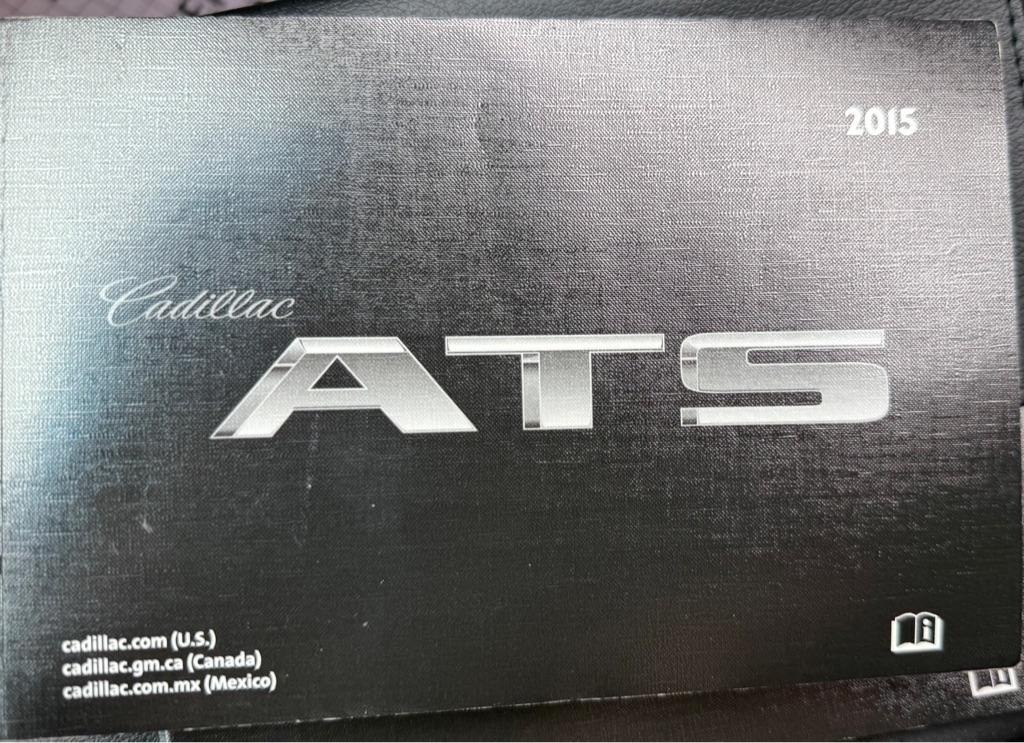 2015
Cadillac
ATS
cadillac.com (U.S.)
cadillac.gm.ca (Canada)
cadillac.com.mx (Mexico)